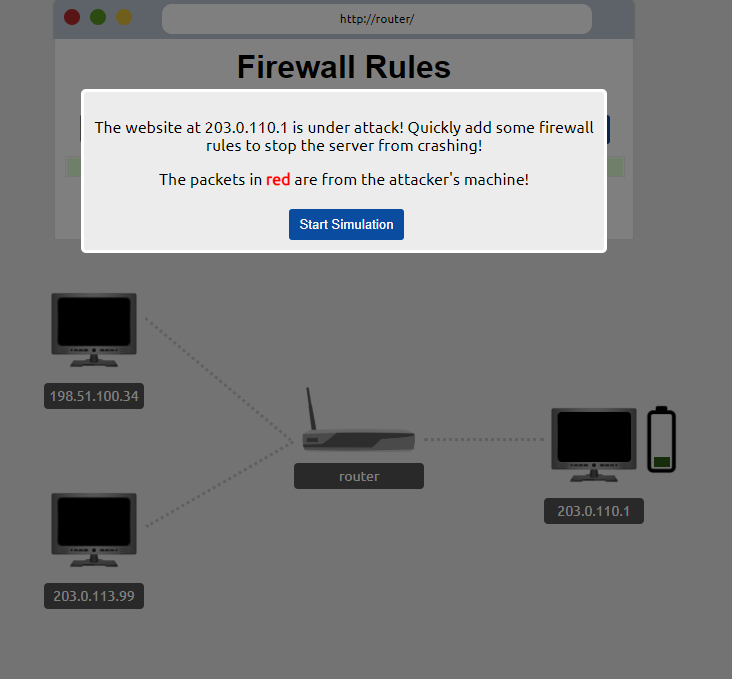 http://router/
Firewall Rules
The website at 203.0.110.1 is under attack! Quickly add some firewall
rules to stop the server from crashing!
The packets in red are from the attacker's machine!
Start Simulation
198.51.100.34
router
203.0.110.1
203.0.113.99